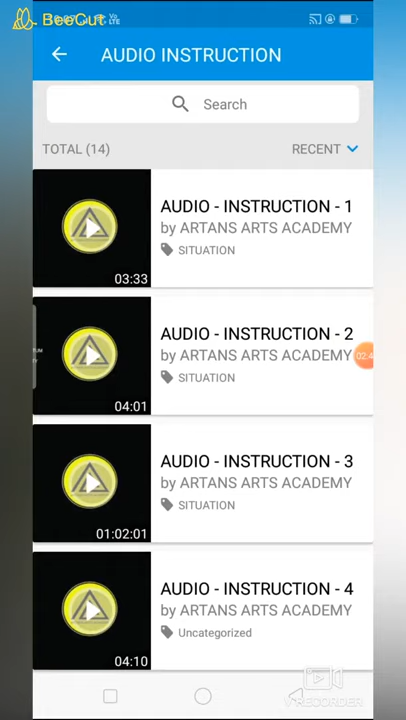 BeeCut
AUDIO INSTRUCTION
Search
TOTAL (14)
RECENT
AUDIO - INSTRUCTION - 1
by ARTANS ARTS ACADEMY
SITUATION
03:33
AUDIO - INSTRUCTION - 2
by ARTANS ARTS ACADEMY
SITUATION
04:01
AUDIO - INSTRUCTION - 3
by ARTANS ARTS ACADEMY
SITUATION
01:02:01
AUDIO - INSTRUCTION - 4
by ARTANS ARTS ACADEMY
Uncategorized
04:10
RECORDER